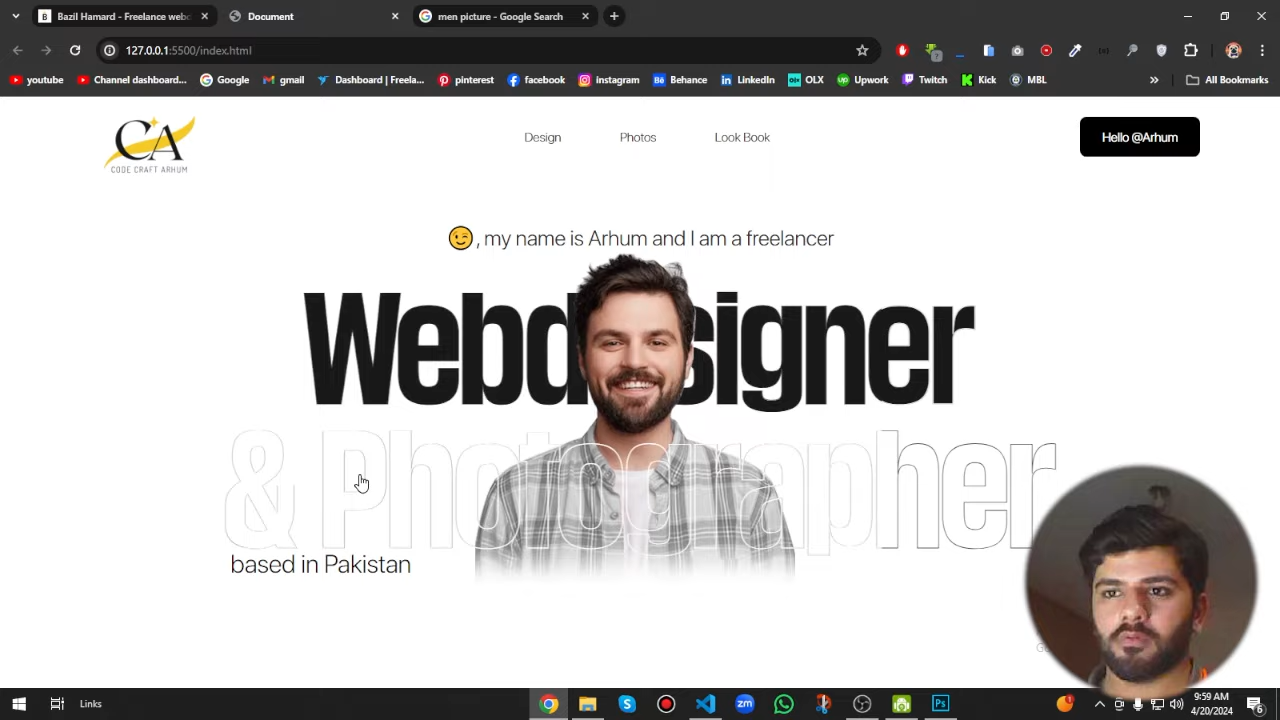 Bazil Hamard - Freelance webd
Document
men picture - Google Search
127.0.0.1:5500/index.html
youtube
Channel dashboard...
Google
gmail
Dashboard | Freela...
pinterest
facebook
instagram
Behance
LinkedIn
OLX
Upwork
Twitch
Kick
MBL
All Bookmarks
CA
CODE CRAFT ARHUM
Design
Photos
Look Book
Hello @Arhum
, my name is Arhum and I am a freelancer
Webd signer
& Photographer
based in Pakistan
Links
9:59 AM
4/20/2024